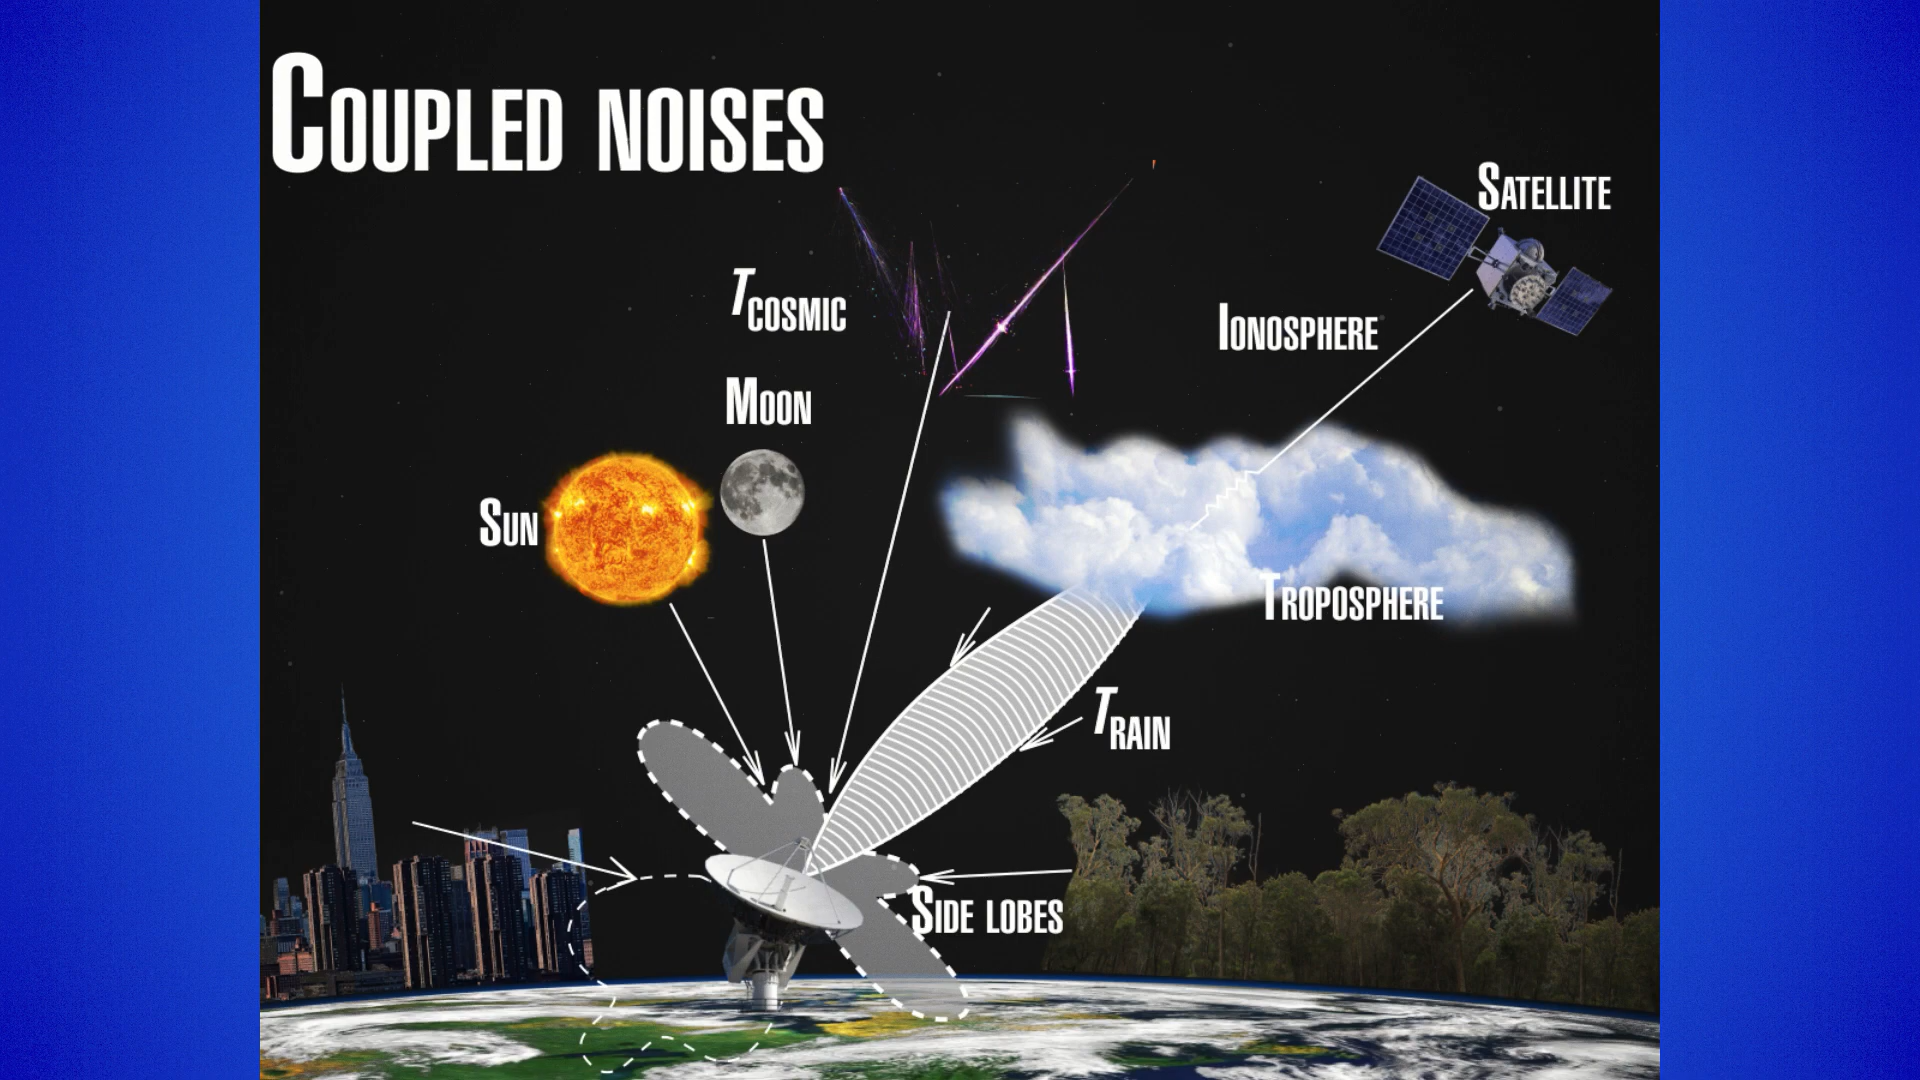 COUPLED NOISES
SATELLITE
TCOSMIC
IONOSPHERE
MOON
SUN
TROPOSPHERE
TRAIN
SIDE LOBES